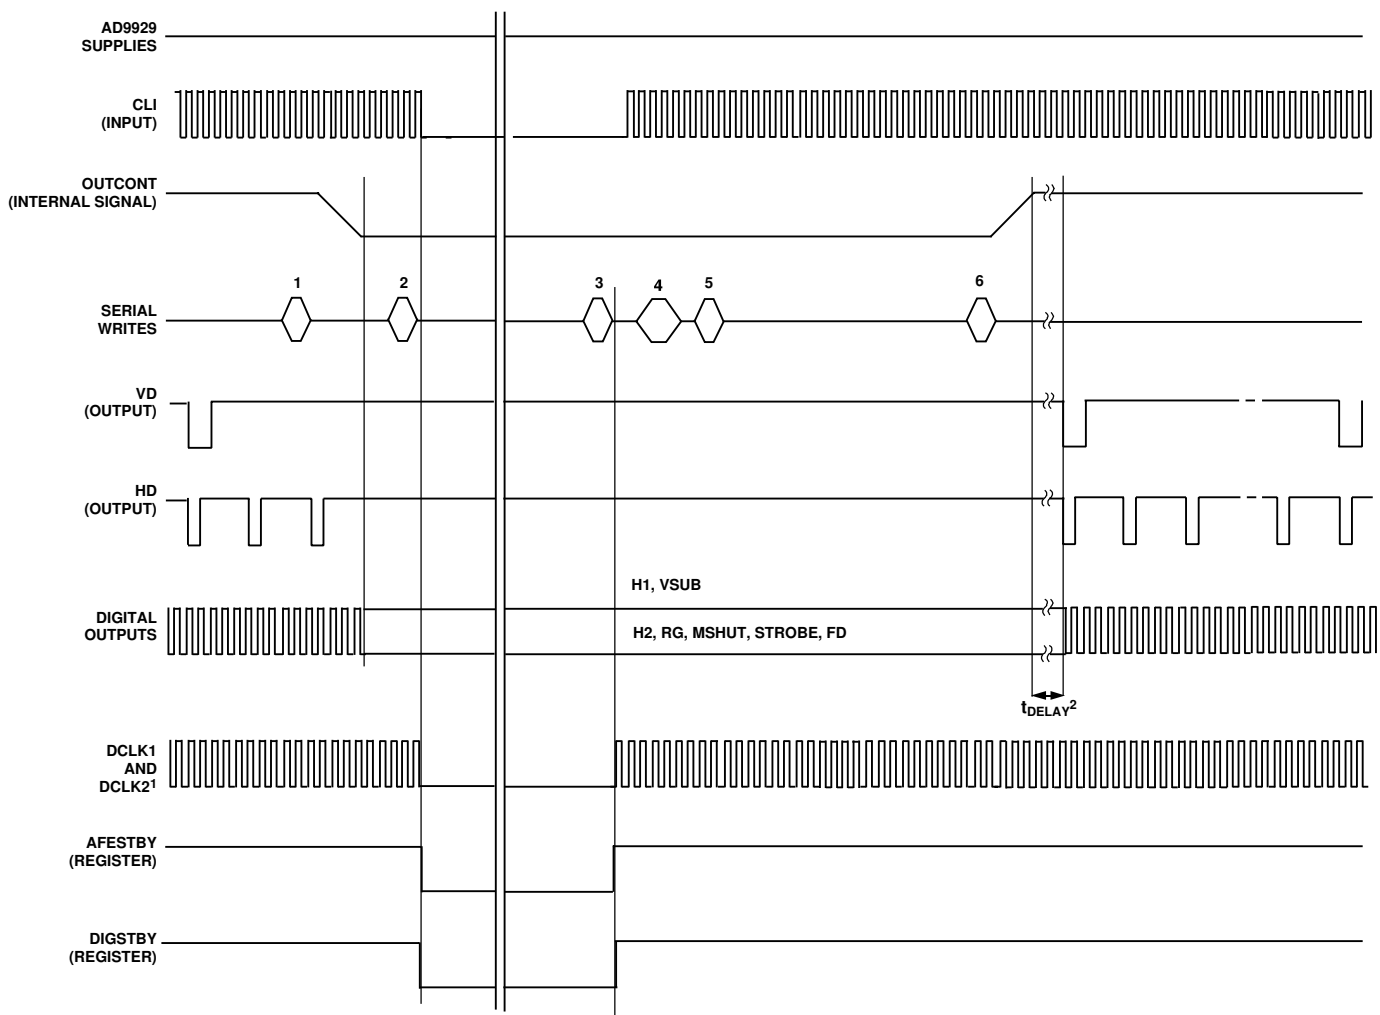 AD9929
SUPPLIES
CLI
(INPUT)
OUTCONT
(INTERNAL SIGNAL)
1 2 3 4 5 6
SERIAL
WRITES
VD
(OUTPUT)
HD
(OUTPUT)
H1, VSUB
DIGITAL
OUTPUTS
H2, RG, MSHUT, STROBE, FD
tDELAY2
DCLK1
AND
DCLK21
AFESTBY
(REGISTER)
DIGSTBY
(REGISTER)